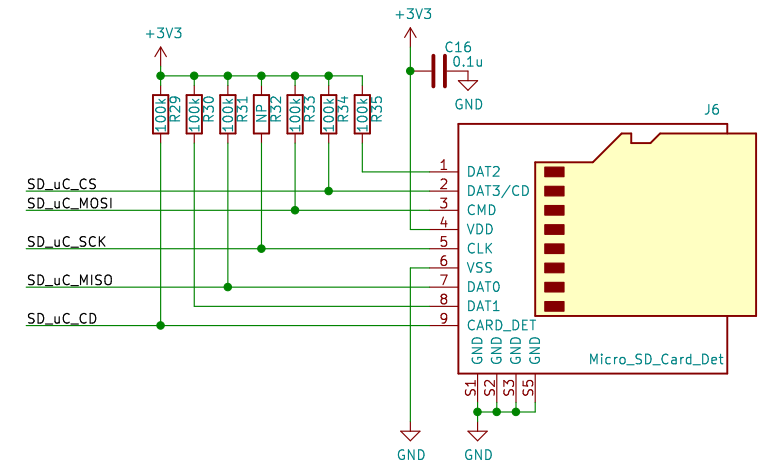 +3V3
+3V3
C16
0.1u
GND
100k
R29
100k
R30
100k
R31
NP
R32
100k
R33
100k
R34
100k
R35
J6
1
DAT2
SD_uC_CS
2
DAT3/CD
SD_uC_MOSI
3
CMD
4
VDD
SD_uC_SCK
5
CLK
6
VSS
SD_uC_MISO
7
DAT0
8
DAT1
SD_uC_CD
9
CARD_DET
GND
GND
GND
GND
Micro_SD_Card_Det
S1
S2
S3
S5
GND
GND